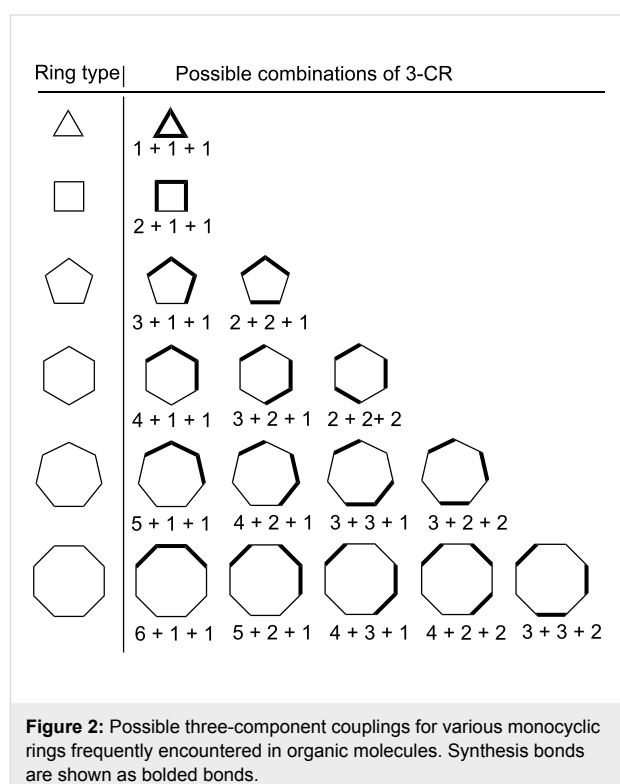 Ring type Possible combinations of 3-CR
1 + 1 + 1
2 + 1 + 1
3 + 1 + 1 2 + 2 + 1
4 + 1 + 1 3 + 2 + 1 2 + 2+ 2
5 + 1 + 1 4 + 2 + 1 3 + 3 + 1 3 + 2 + 2
6 + 1 + 1 5 + 2 + 1 4 + 3 + 1 4 + 2 + 2 3 + 3 + 2
Figure 2: Possible three-component couplings for various monocyclic
rings frequently encountered in organic molecules. Synthesis bonds
are shown as bolded bonds.